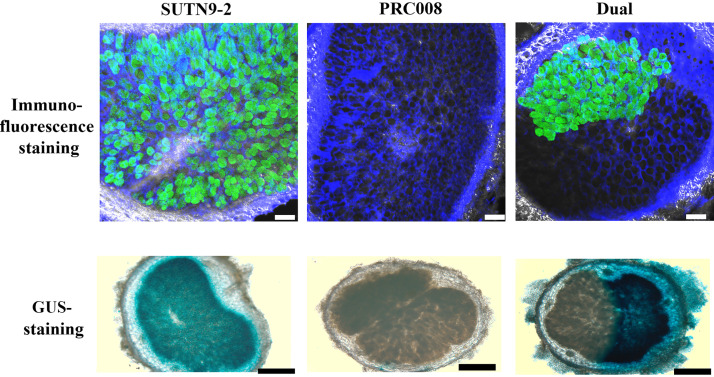 SUTN9-2 PRC008 Dual
Immuno-
fluorescence
staining
GUS-
staining